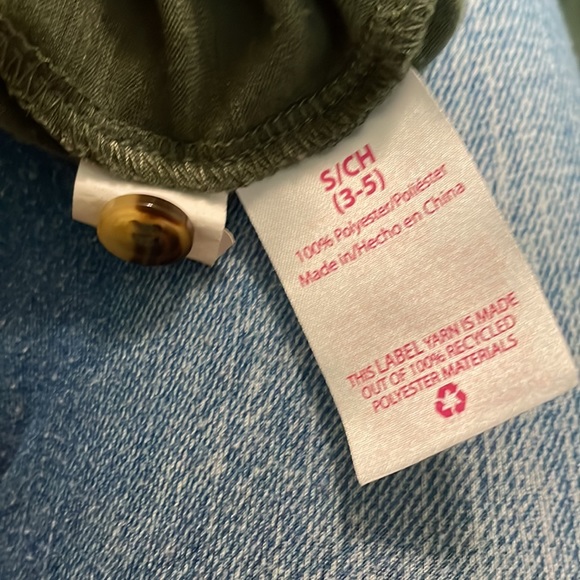 S/CH
(3-5)
100% Polyester/Poliéster
Made in/Hecho en China
THIS LABEL YARN IS MADE
OUT OF 100% RECYCLED
POLYESTER MATERIALS